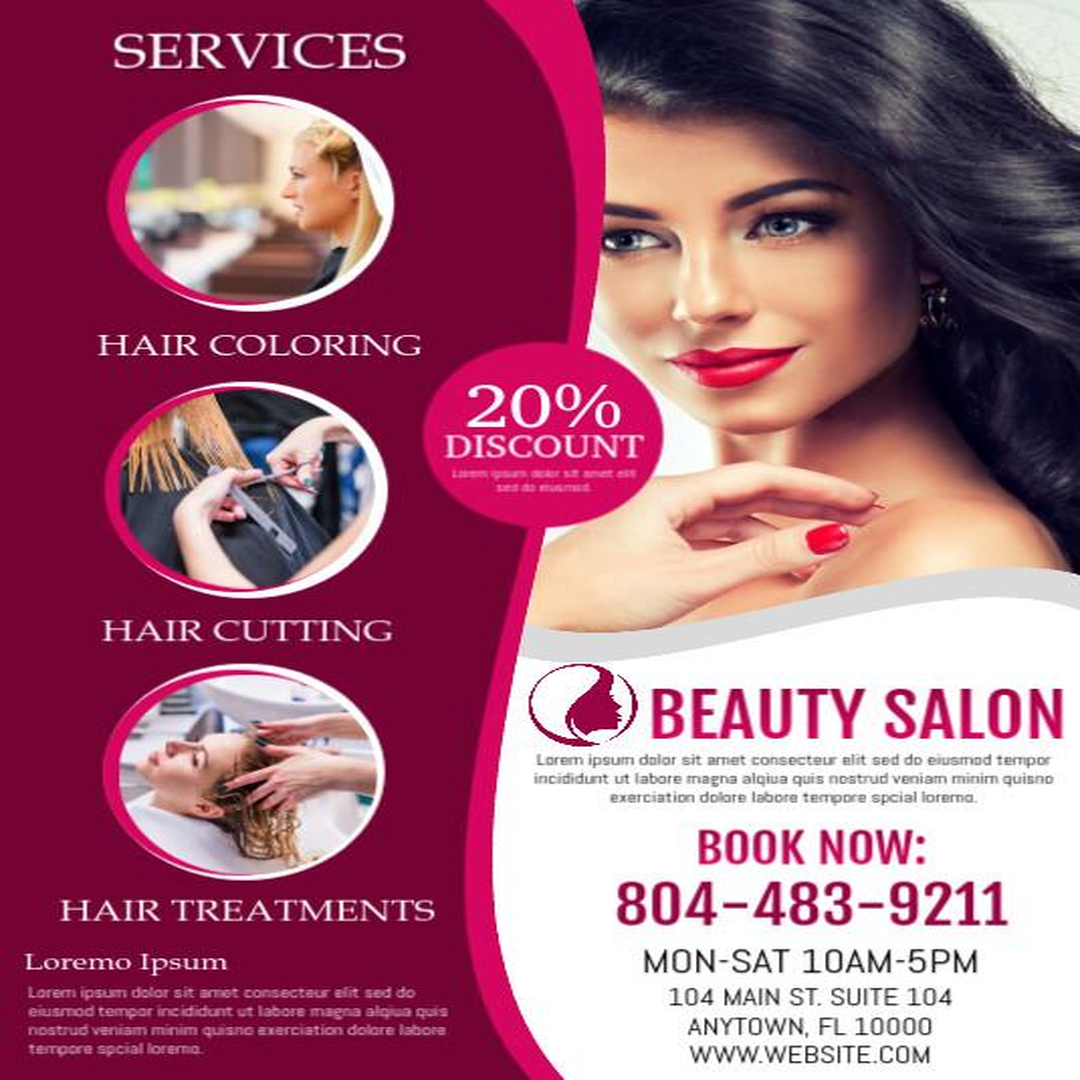 SERVICES
HAIR COLORING
HAIR CUTTING
HAIR TREATMENTS
Loremo Ipsum
Lorem ipsum dolor sit amet consecteur elit sed do
eiusmod tempor incididunt ut labore magna alqiua quis
nostrud veniam minim quisno exerciation dolore labore
tempore spcial loremo.
20%
DISCOUNT
Lorem ipsum dolor sit amet elit
sed do eiusmod.
BEAUTY SALON
Lorem ipsum dolor sit amet consecteur elit sed do eiusmod tempor
incididunt ut labore magna alqiua quis nostrud veniam minim quisno
exerciation dolore labore tempore spcial loremo.
BOOK NOW:
804-483-9211
MON-SAT 10AM-5PM
104 MAIN ST. SUITE 104
ANYTOWN, FL 10000
WWW.WEBSITE.COM